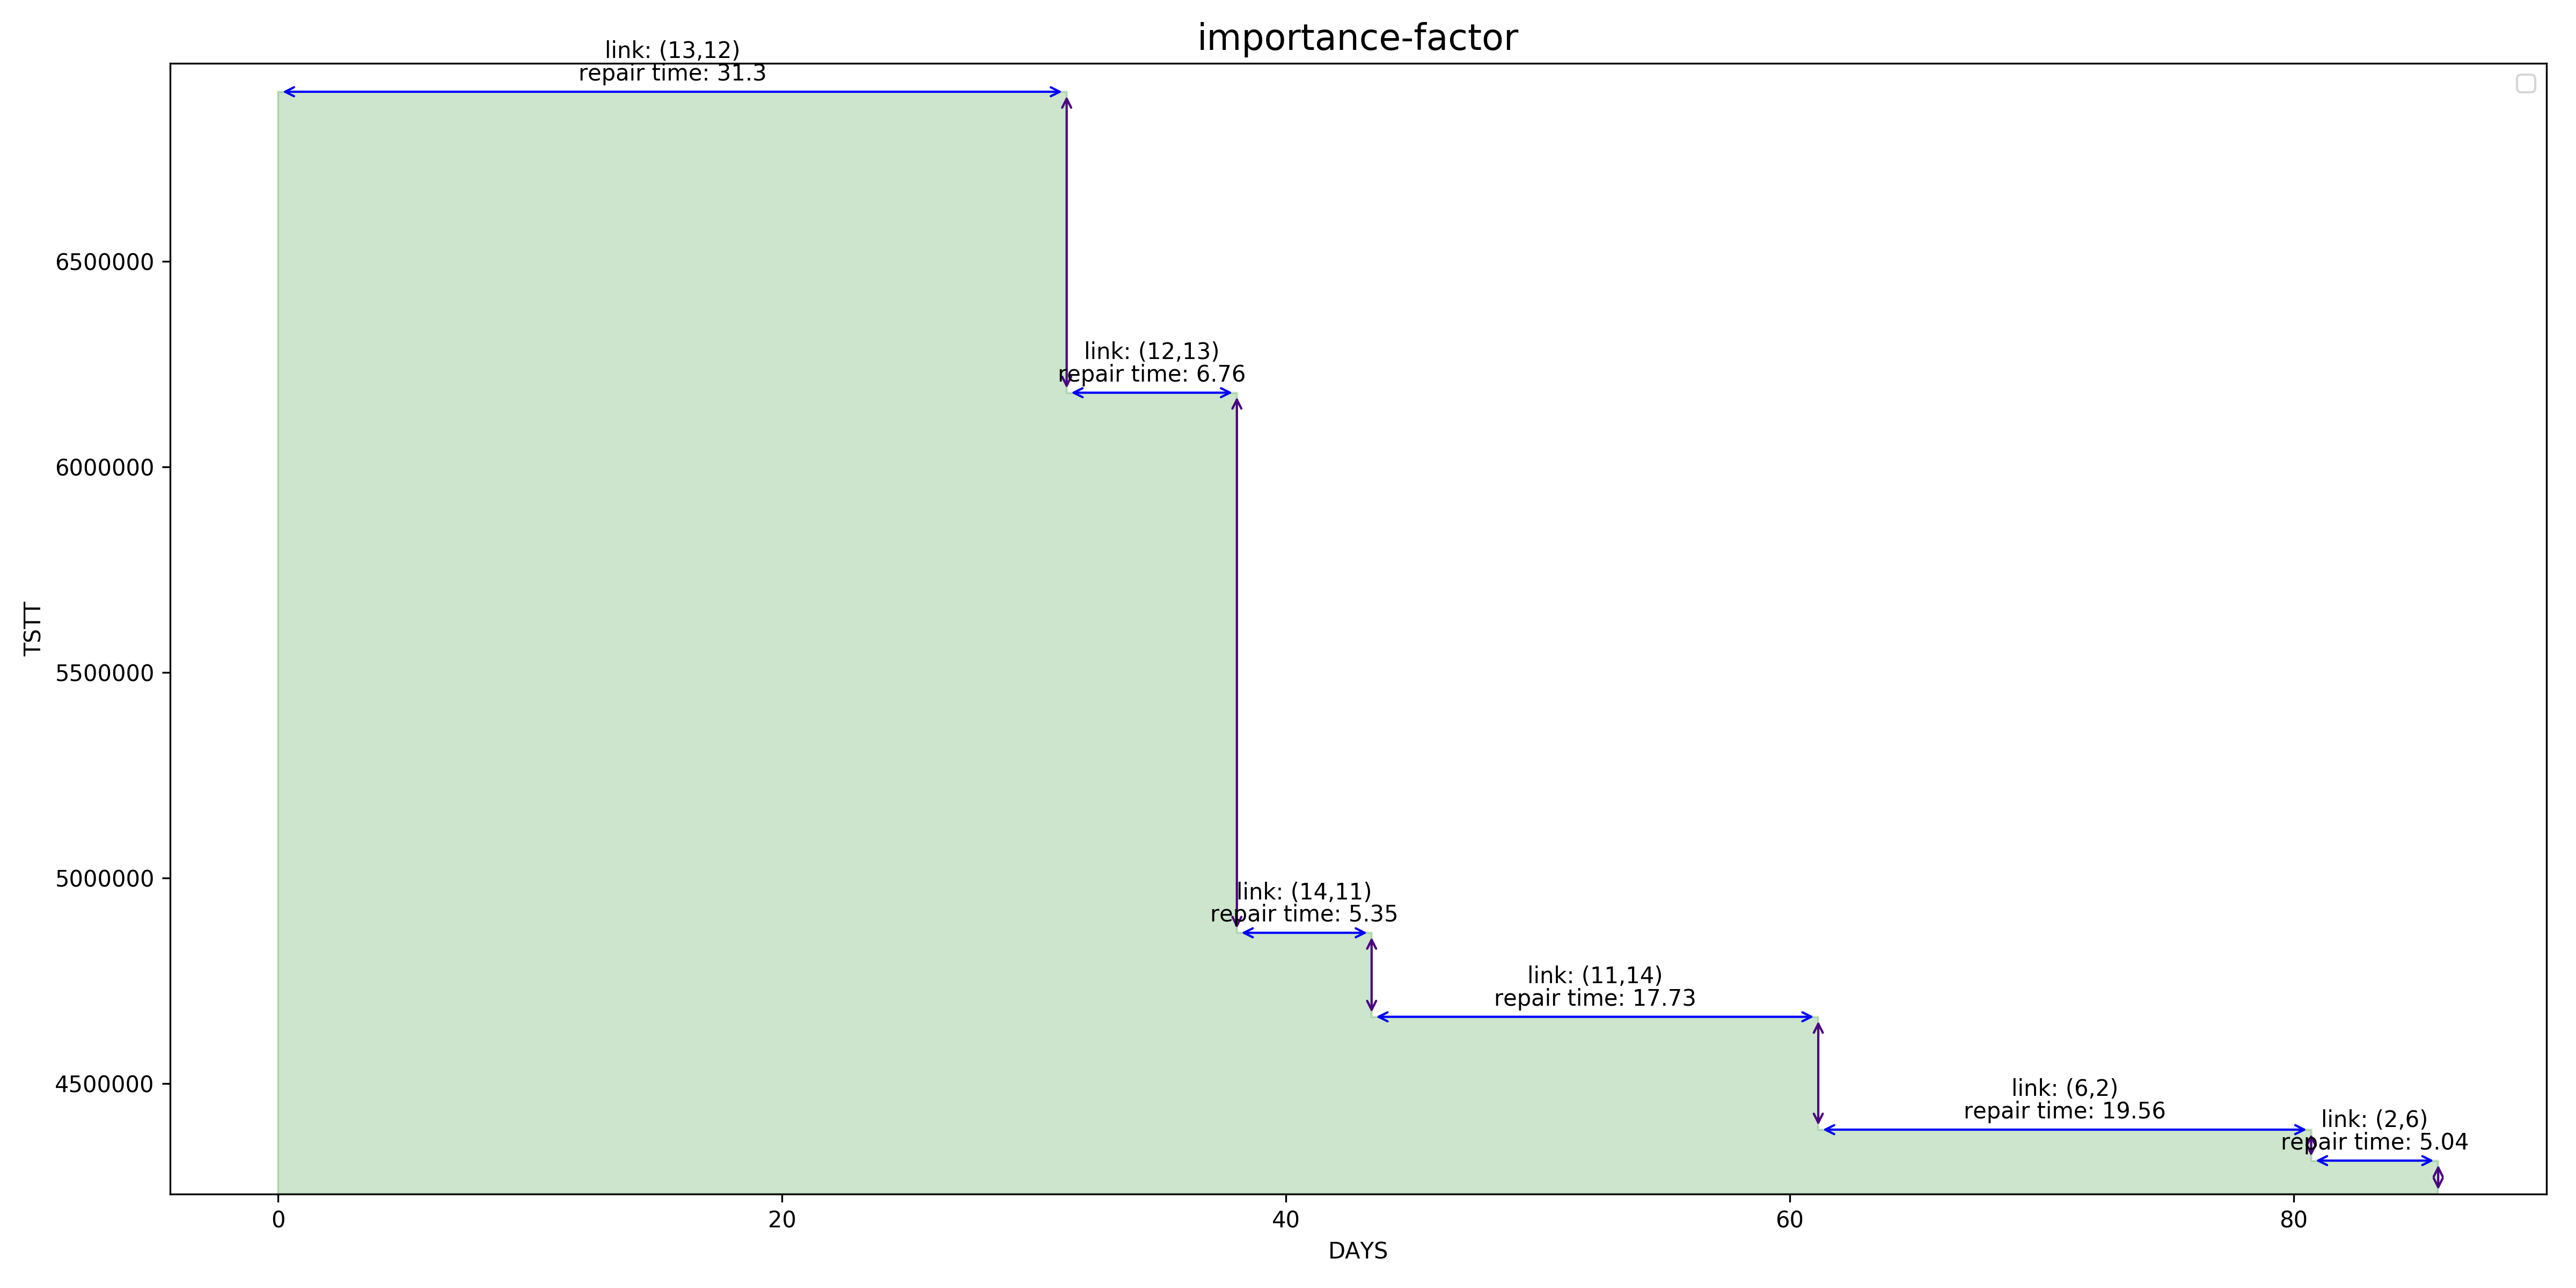 importance-factor
link: (13,12)
repair time: 31.3
link: (12,13)
repair time: 6.76
link: (14,11)
repair time: 5.35
link: (11,14)
repair time: 17.73
link: (6,2)
repair time: 19.56
link: (2,6)
repair time: 5.04
TSTT
6500000
6000000
5500000
5000000
4500000
0 20 40 60 80
DAYS